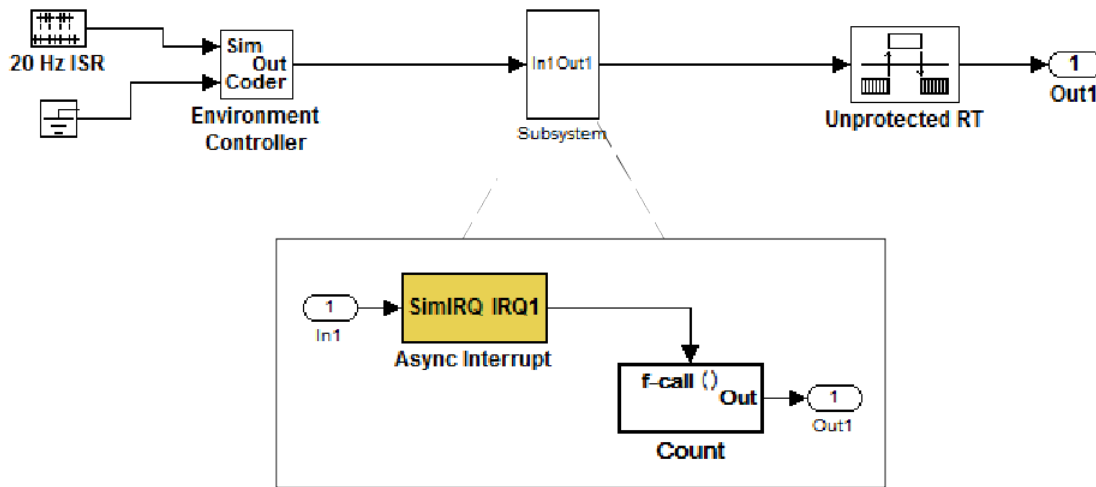 20 Hz ISR
Sim
Out
Coder
Environment
Controller
In1 Out1
Subsystem
Unprotected RT
1
Out1
1
In1
SimIRQ IRQ1
Async Interrupt
f-call ()
Out
Count
1
Out1